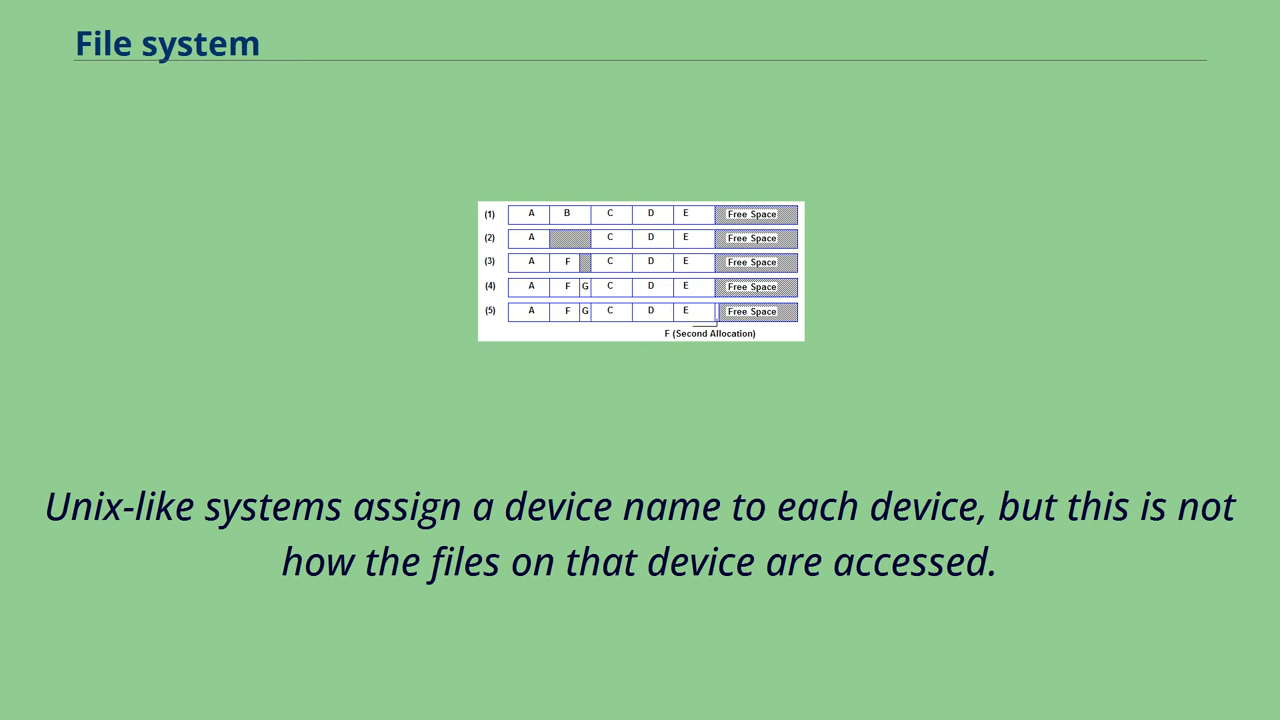 File system
(1) A B C D E Free Space
(2) A C D E Free Space
(3) A F C D E Free Space
(4) A F G C D E Free Space
(5) A F G C D E Free Space
F (Second Allocation)
Unix-like systems assign a device name to each device, but this is not
how the files on that device are accessed.